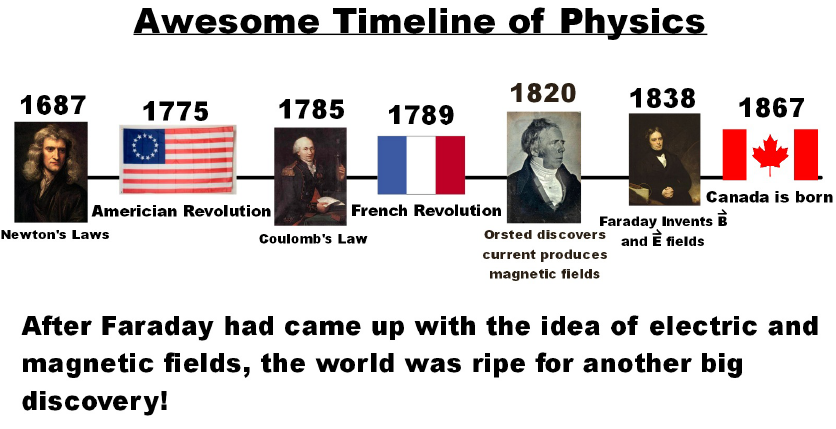 Awesome Timeline of Physics
1687
1775
1785
1789
1820
1838
1867
Newton's Laws
Americian Revolution
Coulomb's Law
French Revolution
Orsted discovers
current produces
magnetic fields
Faraday Invents B⃗
and E⃗ fields
Canada is born
After Faraday had came up with the idea of electric and
magnetic fields, the world was ripe for another big
discovery!